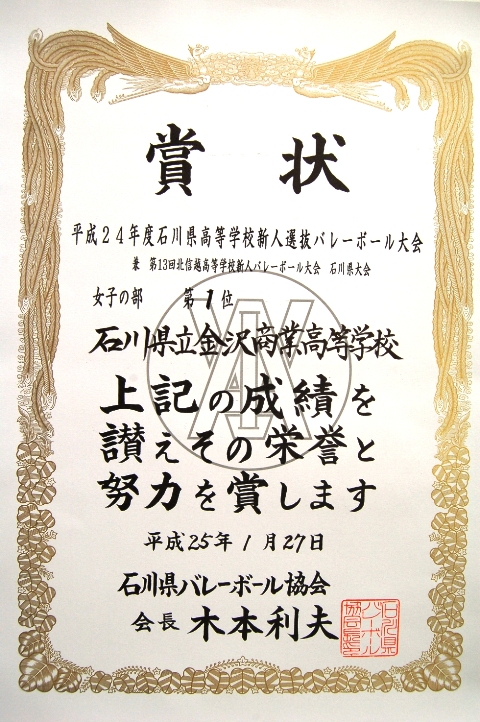 賞状
平成２４年度石川県高等学校新人選抜バレーボール大会
兼 第13回北信越高等学校新人バレーボール大会 石川県大会
女子の部 第１位
石川県立金沢商業高等学校
上記の成績を
讃えその栄誉と
努力を賞します
平成25年1月27日
石川県バレーボール協会
会長 木本利夫